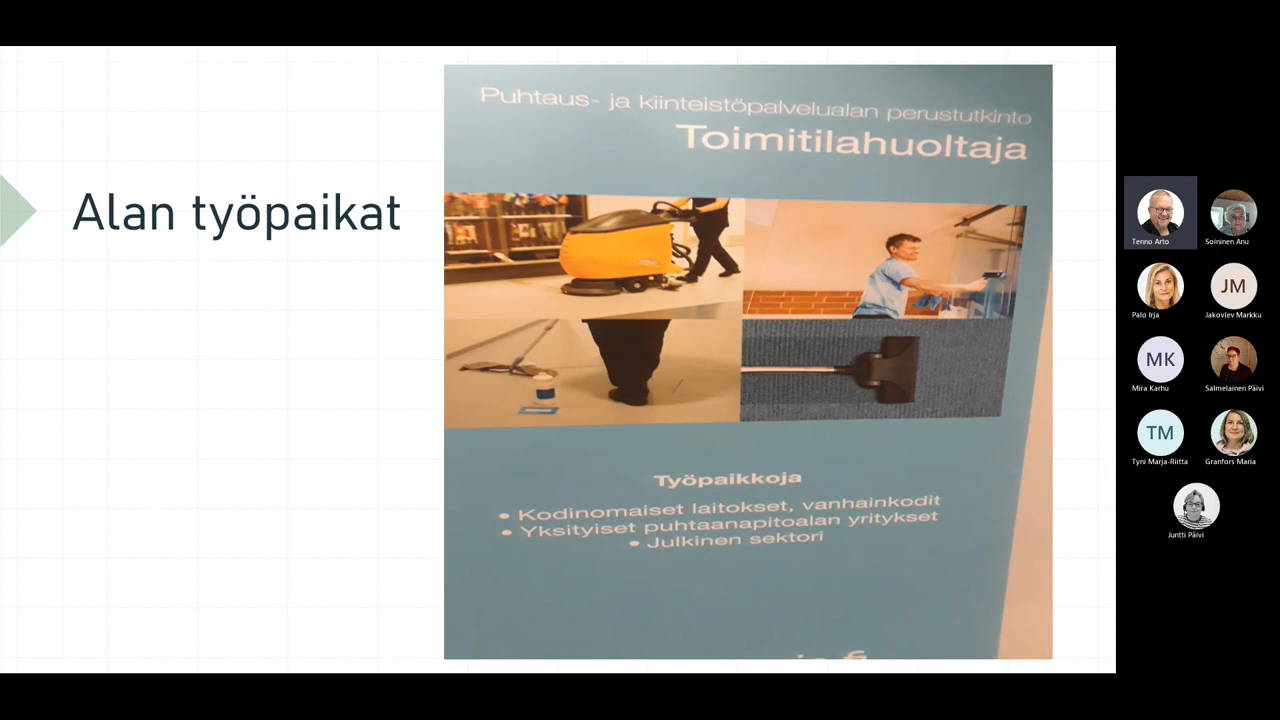 Alan työpaikat
Puhtaus- ja kiinteistöpalvelualan perustutkinto
Toimitilahuoltaja
Työpaikkoja
• Kodinomaiset laitokset, vanhainkodit
• Yksityiset puhtaanapitoalan yritykset
• Julkinen sektori
Tenno Arto
Soininen Anu
Palo Irja
JM
Jakovlev Markku
MK
Mira Karhu
Salmelainen Päivi
TM
Tyni Marja-Riitta
Granfors Maria
Juntti Päivi